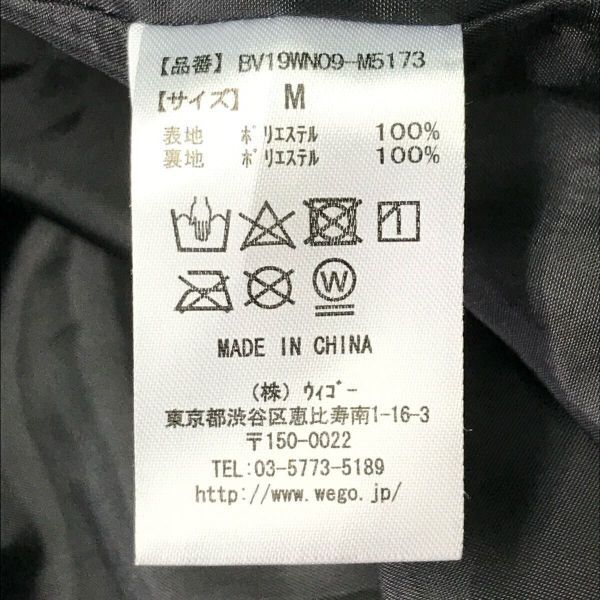 【品番】 BV19WN09-M5173
【サイズ】 M
表地 ポリエステル 100%
裏地 ポリエステル 100%
W
MADE IN CHINA
(株) ウィゴー
東京都渋谷区恵比寿南1-16-3
〒150-0022
TEL:03-5773-5189
http://www.wego.jp/